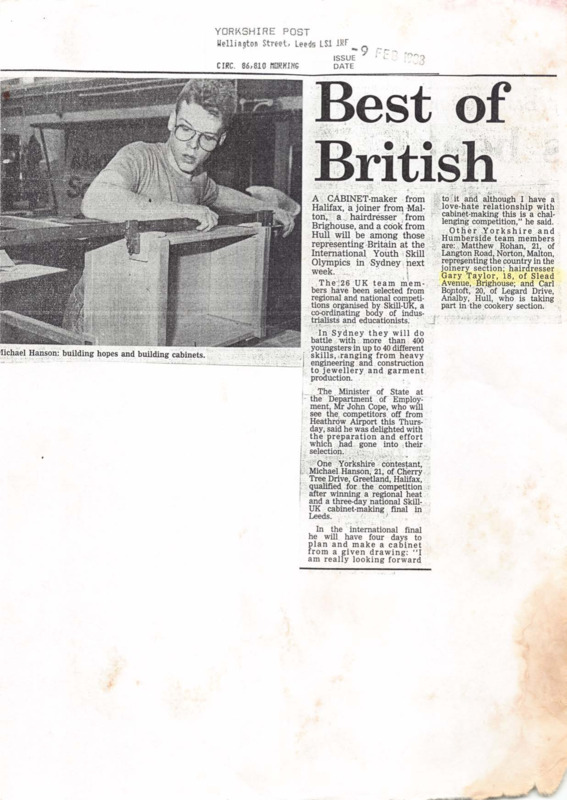 YORKSHIRE POST
Wellington Street, Leeds LS1 1RF
CIRC. 86,810 MORNING
ISSUE
DATE
-9 FEB
Best of
British
Michael Hanson: building hopes and building cabinets.
A CABINET-maker from
Halifax, a joiner from Mal-
ton, a hairdresser from
Brighouse, and a cook from
Hull will be among those
representing Britain at the
International Youth Skill
Olympics in Sydney next
week.
The 26 UK team mem-
bers have been selected from
regional and national competi-
tions organised by Skill-UK, a
co-ordinating body of indus-
trialists and educationists.
In Sydney they will do
battle with more than 400
youngsters in up to 40 different
skills, ranging from heavy
engineering and construction
to jewellery and garment
production.
The Minister of State at
the Department of Employ-
ment, Mr John Cope, who will
see the competitors off from
Heathrow Airport this Thurs-
day, said he was delighted with
the preparation and effort
which had gone into their
selection.
One Yorkshire contestant,
Michael Hanson, 21, of Cherry
Tree Drive, Greetland, Halifax,
qualified for the competition
after winning a regional heat
and a three-day national Skill-
UK cabinet-making final in
Leeds.
In the international final
he will have four days to
plan and make a cabinet
from a given drawing: "I
am really looking forward
to it and although I have a
love-hate relationship with
cabinet-making this is a chal-
lenging competition," he said.
Other Yorkshire and
Humberside team members
are: Matthew Rohan, 21, of
Langton Road, Norton, Malton,
representing the country in the
joinery section; hairdresser
Gary Taylor, 18, of Slead
Avenue, Brighouse; and Carl
Bontoft, 20, of Legard Drive,
Analby, Hull, who is taking
part in the cookery section.